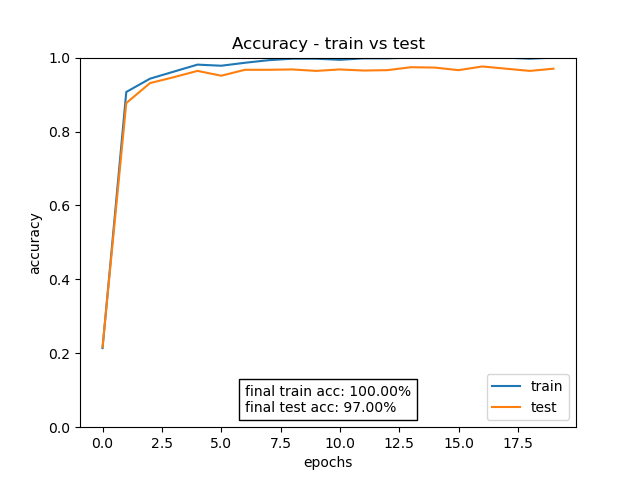 Accuracy - train vs test
accuracy
1.0
0.8
0.6
0.4
0.2
0.0
final train acc: 100.00%
final test acc: 97.00%
train
test
0.0 2.5 5.0 7.5 10.0 12.5 15.0 17.5
epochs